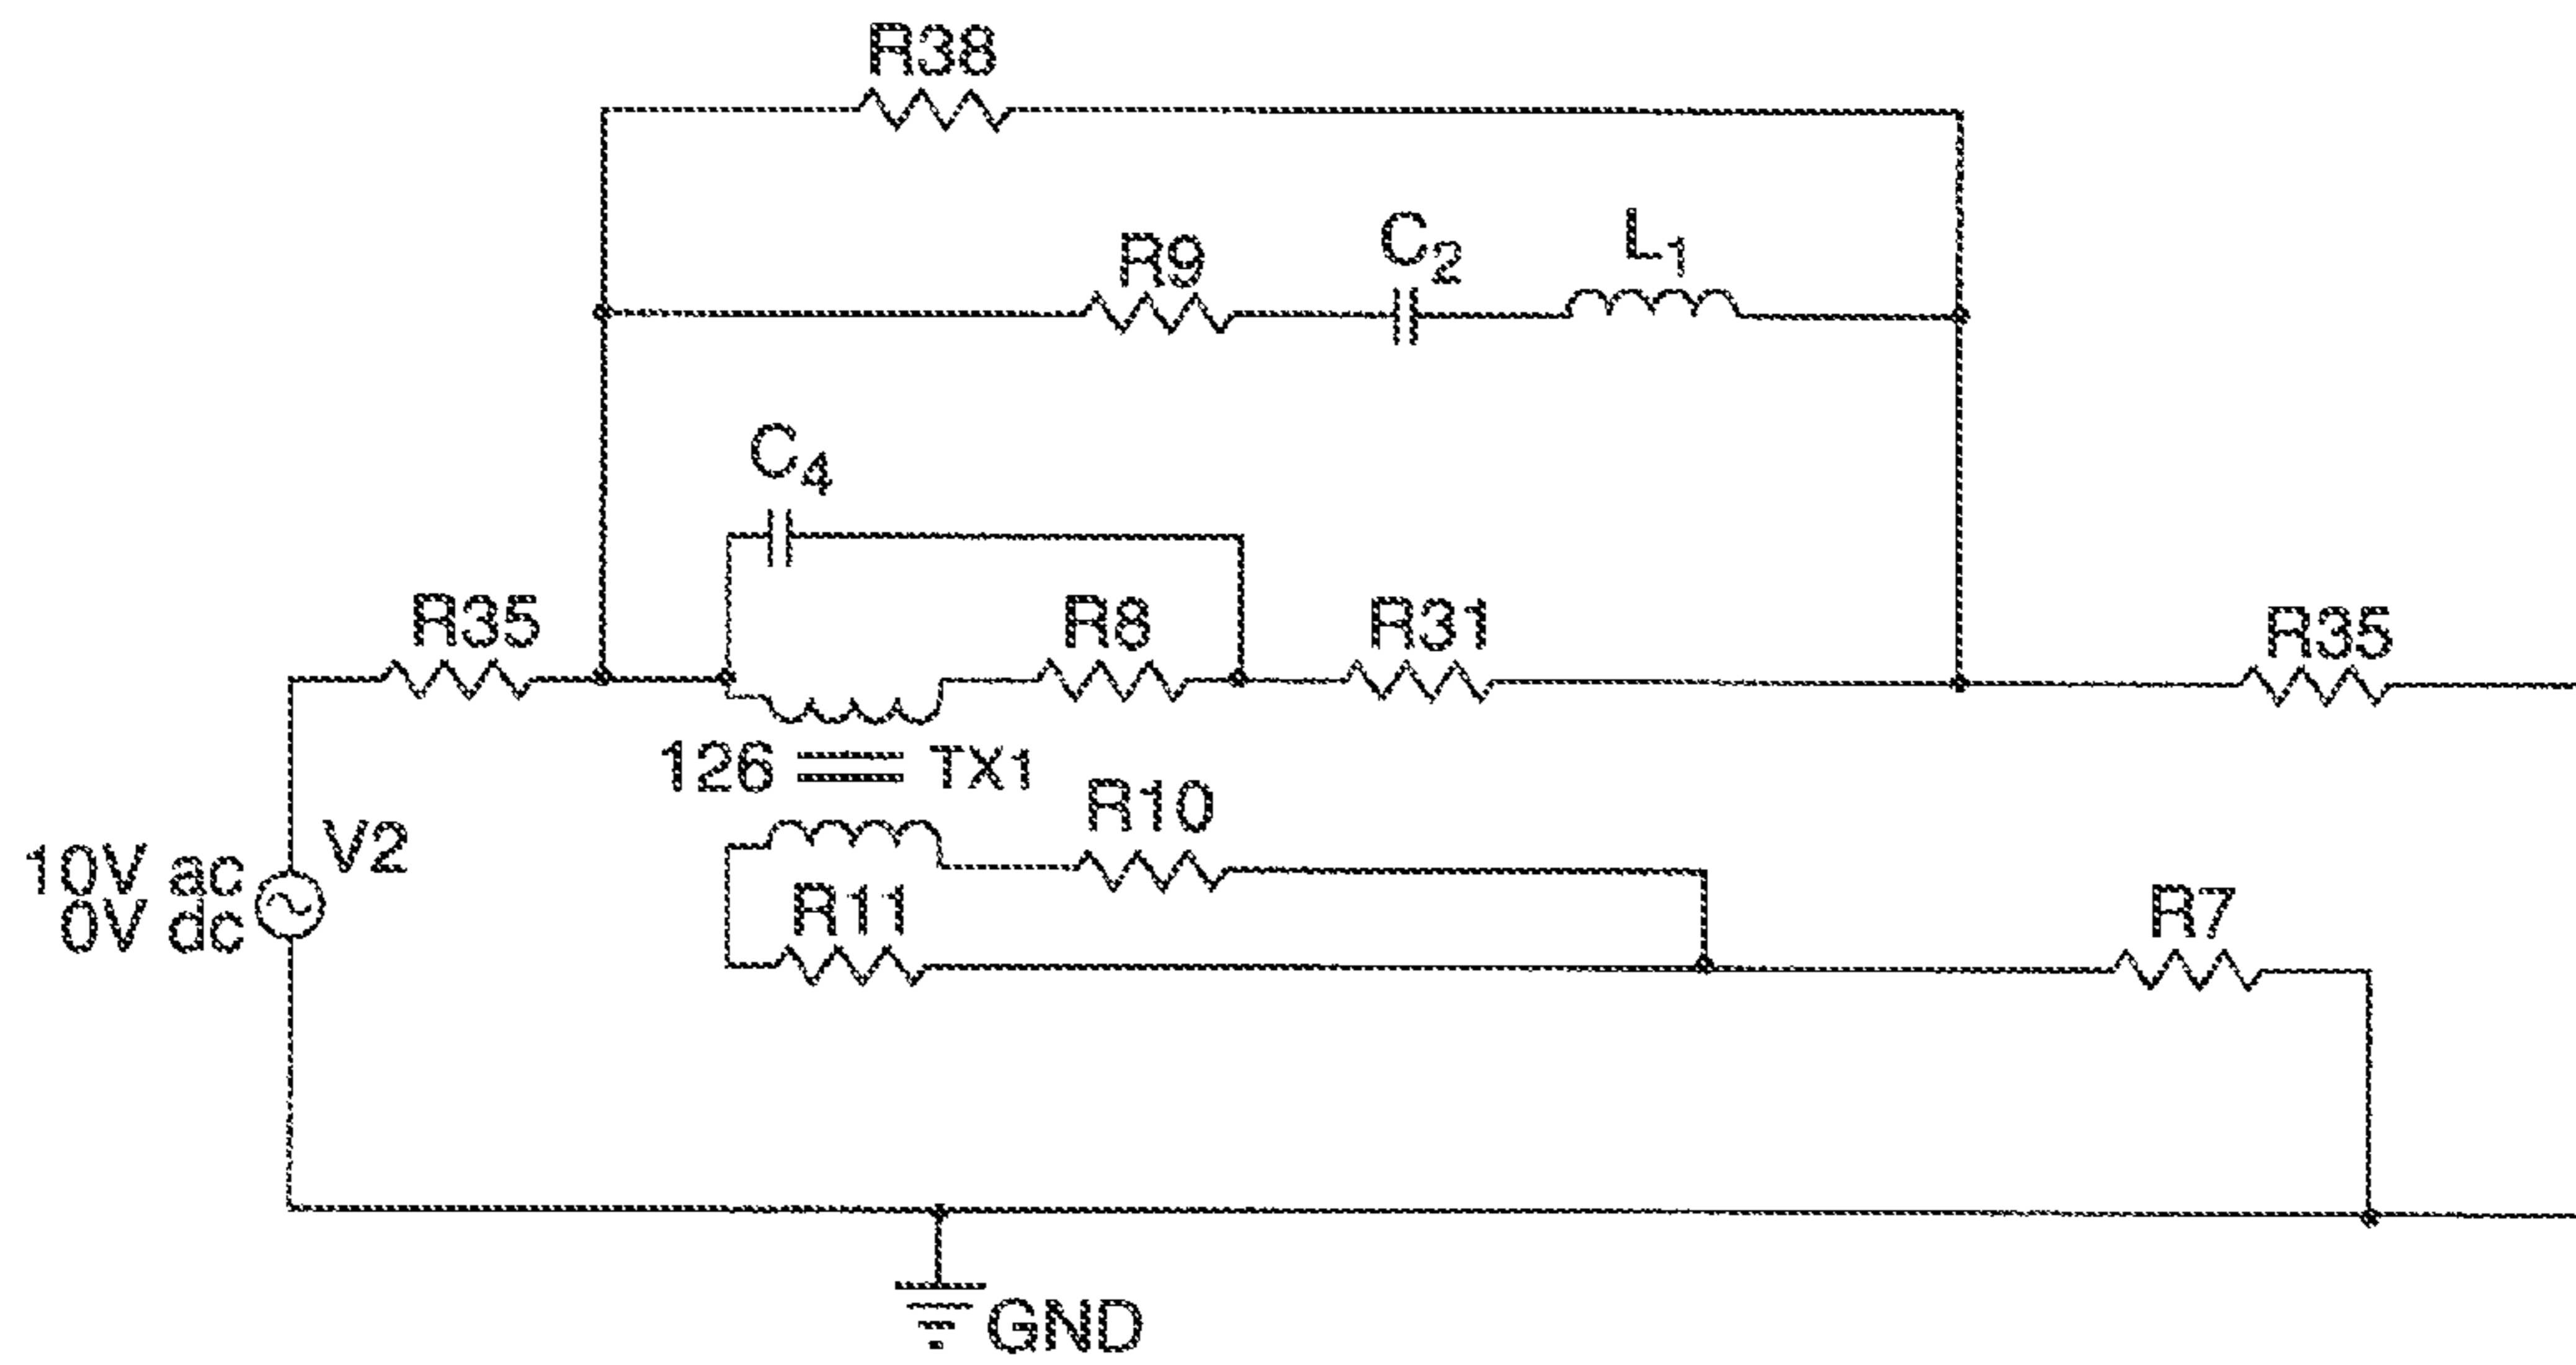 R38
R9
C2
L1
C4
R35
R8
R31
R35
126
TX1
R10
V2
10V ac
0V dc
R11
R7
GND